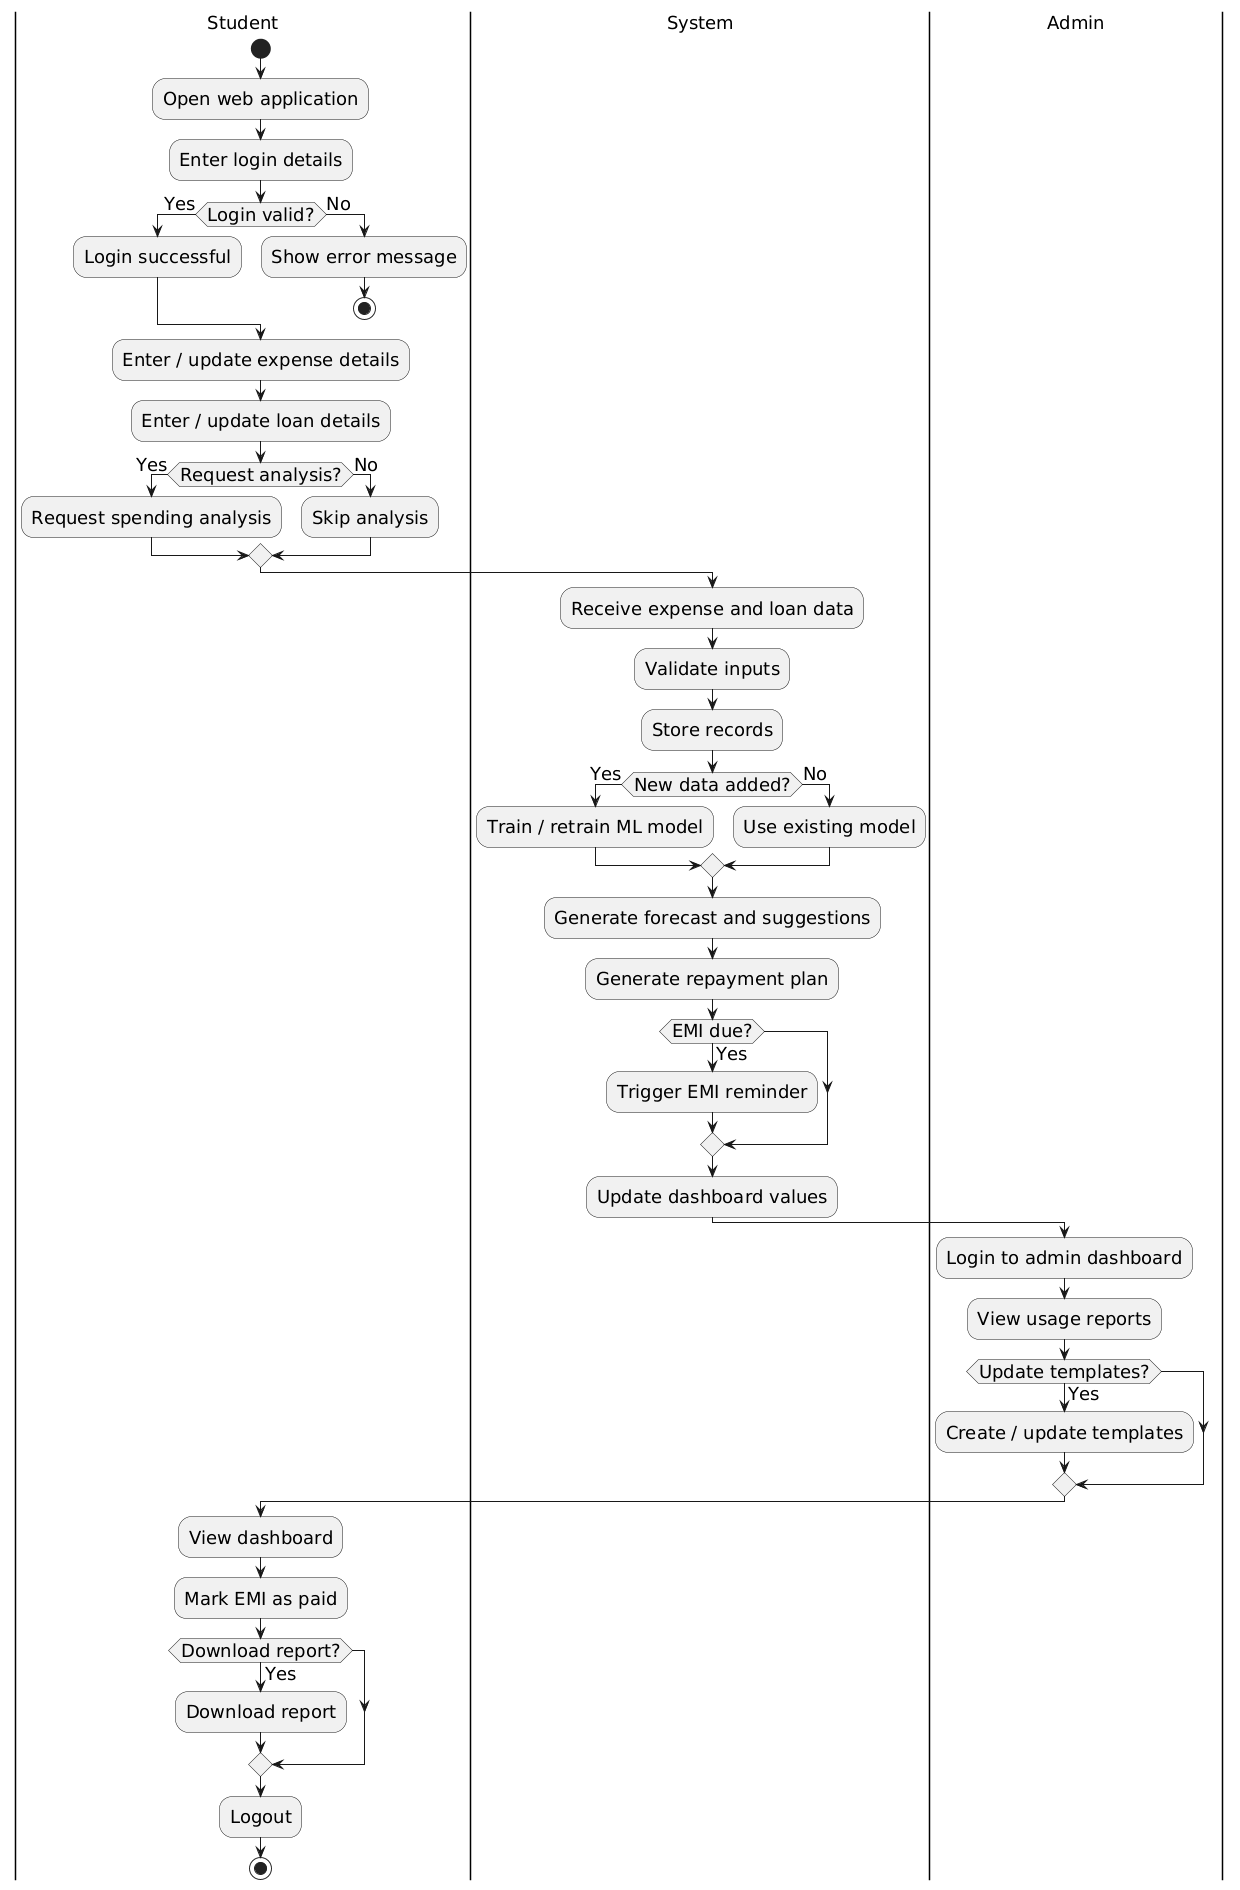 Student
System
Admin
Open web application
Enter login details
Yes
Login valid?
No
Login successful
Show error message
Enter / update expense details
Enter / update loan details
Yes
Request analysis?
No
Request spending analysis
Skip analysis
Receive expense and loan data
Validate inputs
Store records
Yes
New data added?
No
Train / retrain ML model
Use existing model
Generate forecast and suggestions
Generate repayment plan
EMI due?
Yes
Trigger EMI reminder
Update dashboard values
Login to admin dashboard
View usage reports
Update templates?
Yes
Create / update templates
View dashboard
Mark EMI as paid
Download report?
Yes
Download report
Logout